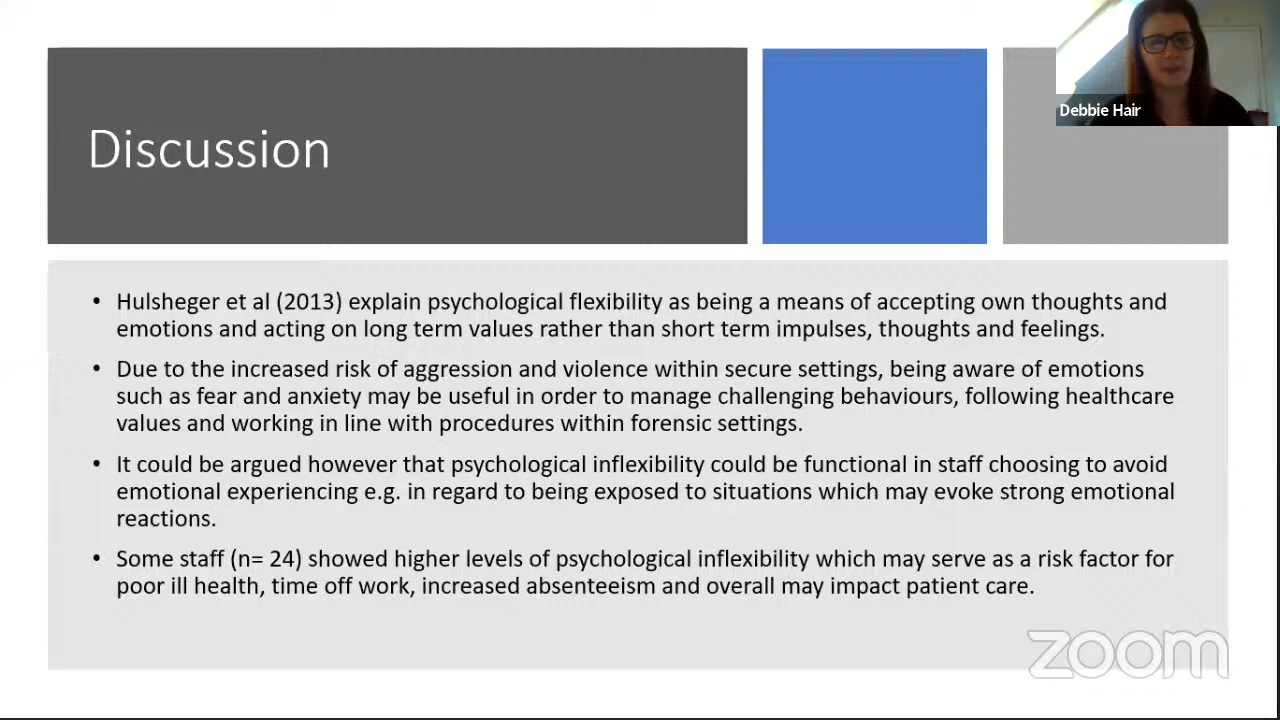 Debbie Hair
Discussion
• Hulsheger et al (2013) explain psychological flexibility as being a means of accepting own thoughts and
emotions and acting on long term values rather than short term impulses, thoughts and feelings.
• Due to the increased risk of aggression and violence within secure settings, being aware of emotions
such as fear and anxiety may be useful in order to manage challenging behaviours, following healthcare
values and working in line with procedures within forensic settings.
• It could be argued however that psychological inflexibility could be functional in staff choosing to avoid
emotional experiencing e.g. in regard to being exposed to situations which may evoke strong emotional
reactions.
• Some staff (n= 24) showed higher levels of psychological inflexibility which may serve as a risk factor for
poor ill health, time off work, increased absenteeism and overall may impact patient care.
zoom